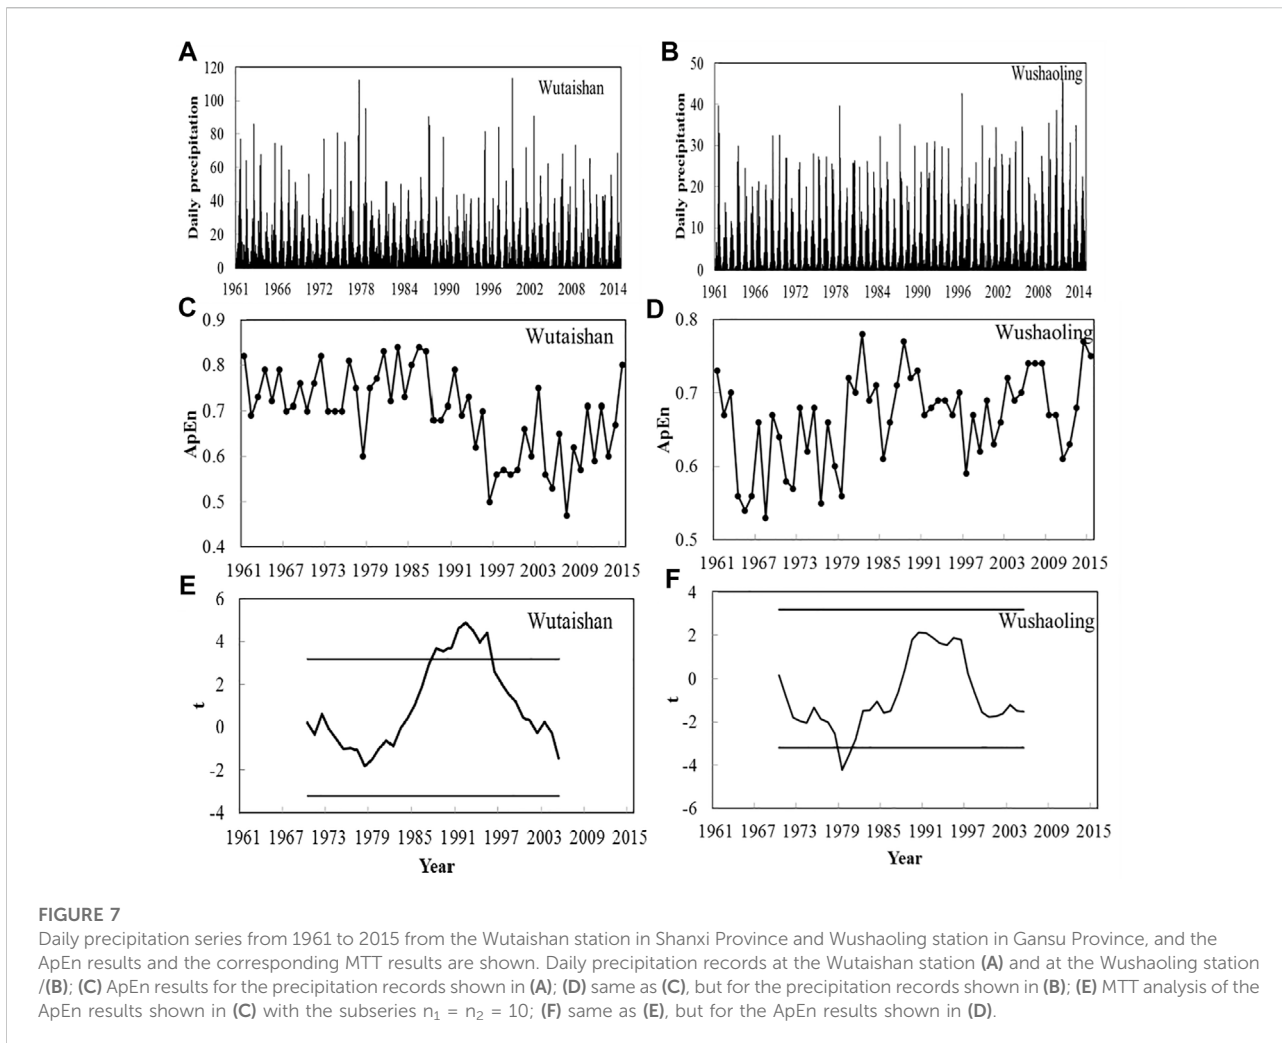 A
Daily precipitation
120
100
80
60
40
20
0
Wutaishan
1961 1966 1972 1978 1984 1990 1996 2002 2008 2014
B
Daily precipitation
50
40
30
20
10
0
Wushaoling
1961 1966 1972 1978 1984 1990 1996 2002 2008 2014
C
ApEn
0.9
0.8
0.7
0.6
0.5
0.4
Wutaishan
1961 1967 1973 1979 1985 1991 1997 2003 2009 2015
D
ApEn
0.8
0.7
0.6
0.5
Wushaoling
1961 1967 1973 1979 1985 1991 1997 2003 2009 2015
E
t
6
4
2
0
-2
-4
Wutaishan
1961 1967 1973 1979 1985 1991 1997 2003 2009 2015
Year
F
t
4
2
0
-2
-4
-6
Wushaoling
1961 1967 1973 1979 1985 1991 1997 2003 2009 2015
Year
FIGURE 7
Daily precipitation series from 1961 to 2015 from the Wutaishan station in Shanxi Province and Wushaoling station in Gansu Province, and the
ApEn results and the corresponding MTT results are shown. Daily precipitation records at the Wutaishan station (A) and at the Wushaoling station
/(B); (C) ApEn results for the precipitation records shown in (A); (D) same as (C), but for the precipitation records shown in (B); (E) MTT analysis of the
ApEn results shown in (C) with the subseries n₁ = n₂ = 10; (F) same as (E), but for the ApEn results shown in (D).